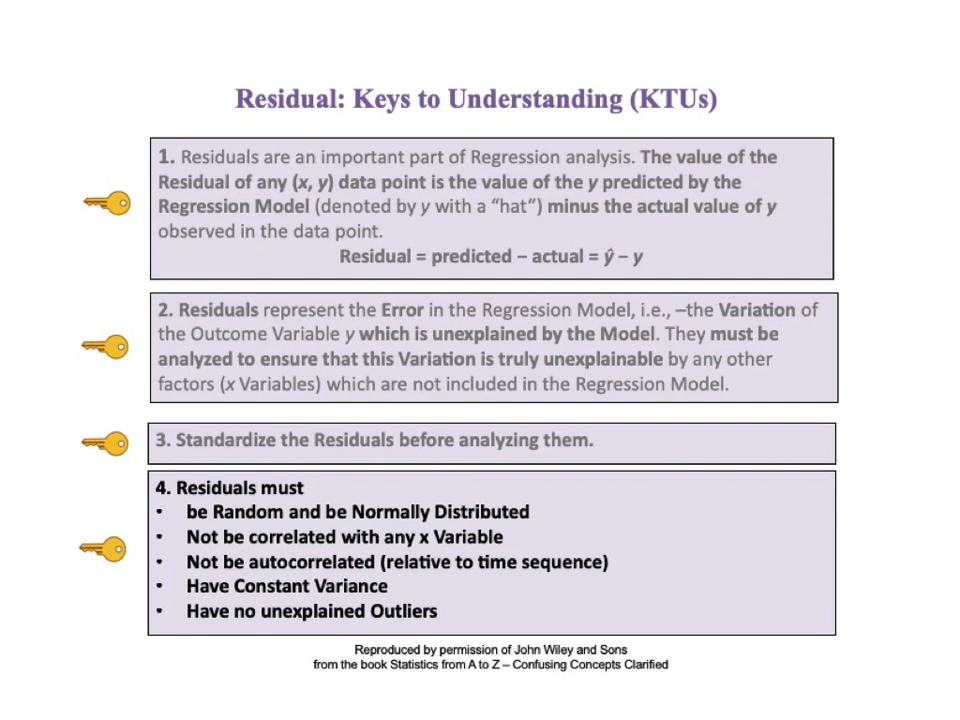 Residual: Keys to Understanding (KTUs)
1. Residuals are an important part of Regression analysis. The value of the
Residual of any (x, y) data point is the value of the y predicted by the
Regression Model (denoted by y with a “hat”) minus the actual value of y
observed in the data point.
Residual = predicted – actual = ŷ – y
2. Residuals represent the Error in the Regression Model, i.e., –the Variation of
the Outcome Variable y which is unexplained by the Model. They must be
analyzed to ensure that this Variation is truly unexplainable by any other
factors (x Variables) which are not included in the Regression Model.
3. Standardize the Residuals before analyzing them.
4. Residuals must
• be Random and be Normally Distributed
• Not be correlated with any x Variable
• Not be autocorrelated (relative to time sequence)
• Have Constant Variance
• Have no unexplained Outliers
Reproduced by permission of John Wiley and Sons
from the book Statistics from A to Z – Confusing Concepts Clarified